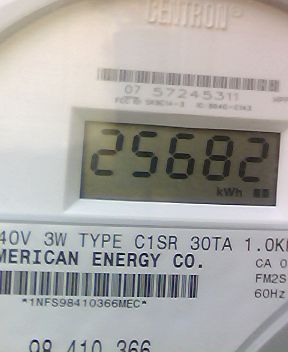 CENTRON®
07 57245311
25682
kWh
40V 3W TYPE C1SR 30TA 1.0K
MERICAN ENERGY CO.
CA 0
FM2S
60Hz
*1NFS98410366MEC*
98 410 366